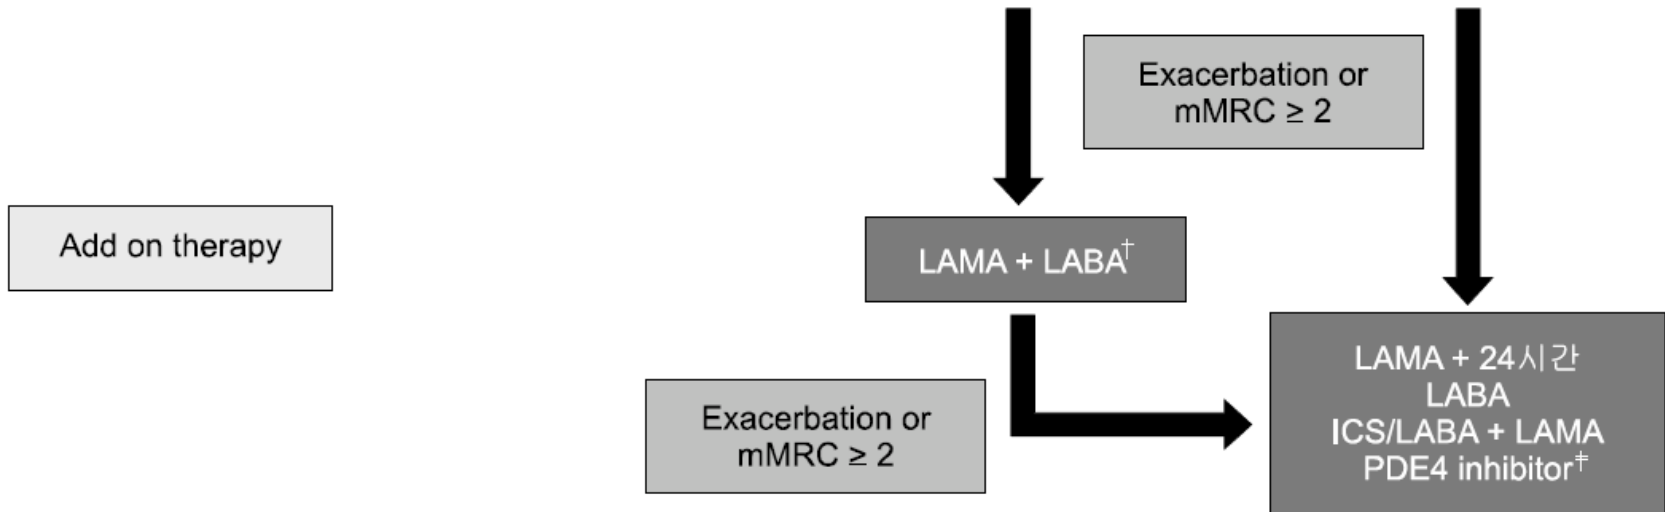 Exacerbation or
mMRC ≥ 2
Add on therapy
LAMA + LABA†
LAMA + 24시간
LABA
ICS/LABA + LAMA
PDE4 inhibitor‡
Exacerbation or
mMRC ≥ 2